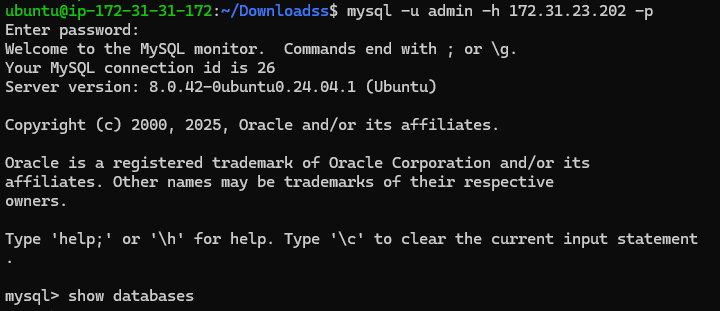 ubuntu@ip-172-31-31-172:~/Downloadss$ mysql -u admin -h 172.31.23.202 -p
Enter password:
Welcome to the MySQL monitor.  Commands end with ; or \g.
Your MySQL connection id is 26
Server version: 8.0.42-0ubuntu0.24.04.1 (Ubuntu)

Copyright (c) 2000, 2025, Oracle and/or its affiliates.

Oracle is a registered trademark of Oracle Corporation and/or its
affiliates. Other names may be trademarks of their respective
owners.

Type 'help;' or '\h' for help. Type '\c' to clear the current input statement
.

mysql> show databases